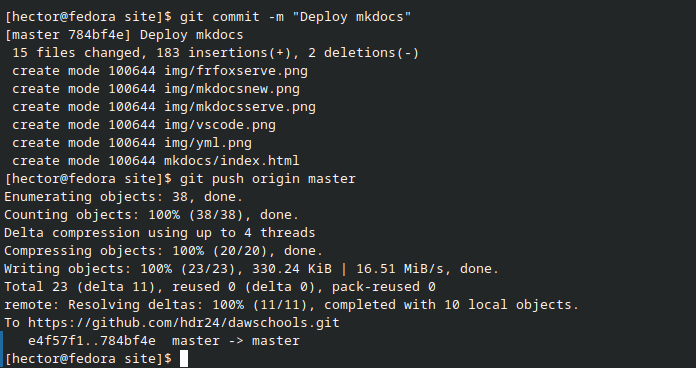 [hector@fedora site]$ git commit -m "Deploy mkdocs"
[master 784bf4e] Deploy mkdocs
 15 files changed, 183 insertions(+), 2 deletions(-)
 create mode 100644 img/frfoxserve.png
 create mode 100644 img/mkdocsnew.png
 create mode 100644 img/mkdocsserve.png
 create mode 100644 img/vscode.png
 create mode 100644 img/yml.png
 create mode 100644 mkdocs/index.html
[hector@fedora site]$ git push origin master
Enumerating objects: 38, done.
Counting objects: 100% (38/38), done.
Delta compression using up to 4 threads
Compressing objects: 100% (20/20), done.
Writing objects: 100% (23/23), 330.24 KiB | 16.51 MiB/s, done.
Total 23 (delta 11), reused 0 (delta 0), pack-reused 0
remote: Resolving deltas: 100% (11/11), completed with 10 local objects.
To https://github.com/hdr24/dawschools.git
   e4f57f1..784bf4e  master -> master
[hector@fedora site]$